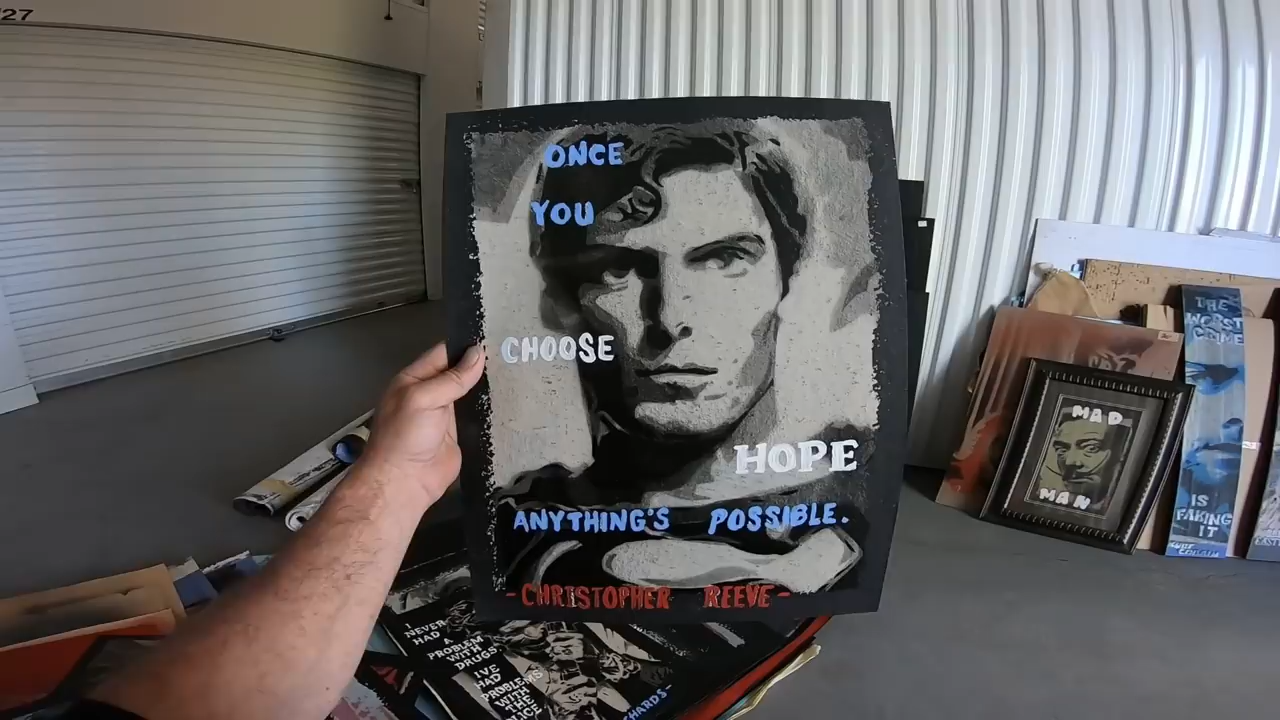 27
ONCE
YOU
CHOOSE
HOPE
ANYTHING'S POSSIBLE.
-CHRISTOPHER REEVE-
MAD
MAN
THE
WORST
CRIME
IS
FAKING
IT
I
NEVER
HAD
A
PROBLEM
WITH
DRUGS
I'VE
HAD
PROBLEMS
WITH
THE